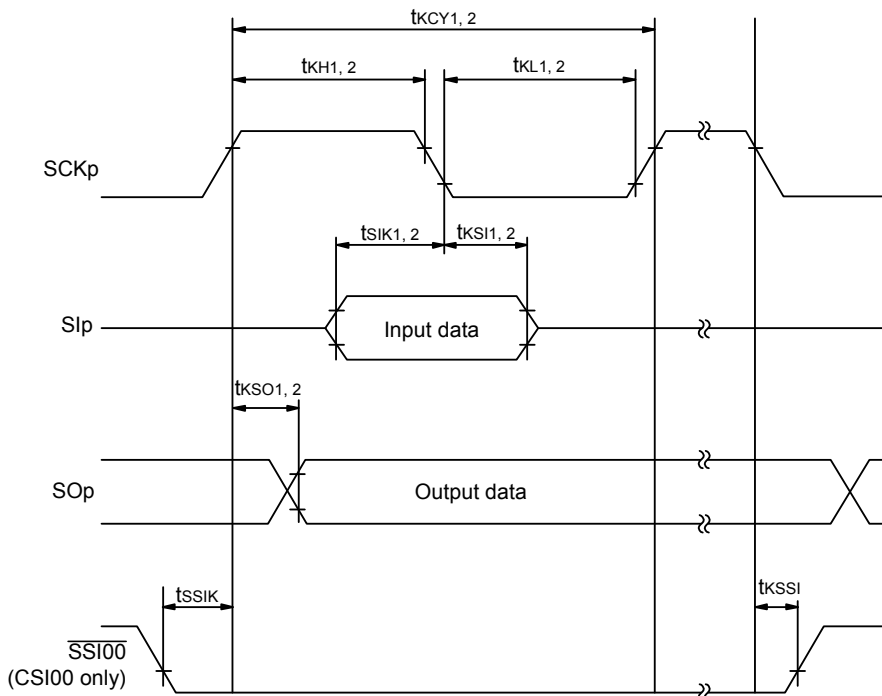 tKCY1, 2
tKH1, 2
tKL1, 2
SCKp
tSIK1, 2
tKSI1, 2
SIp
Input data
tKSO1, 2
SOp
Output data
tSSIK
tKSSI
SSI00
(CSI00 only)